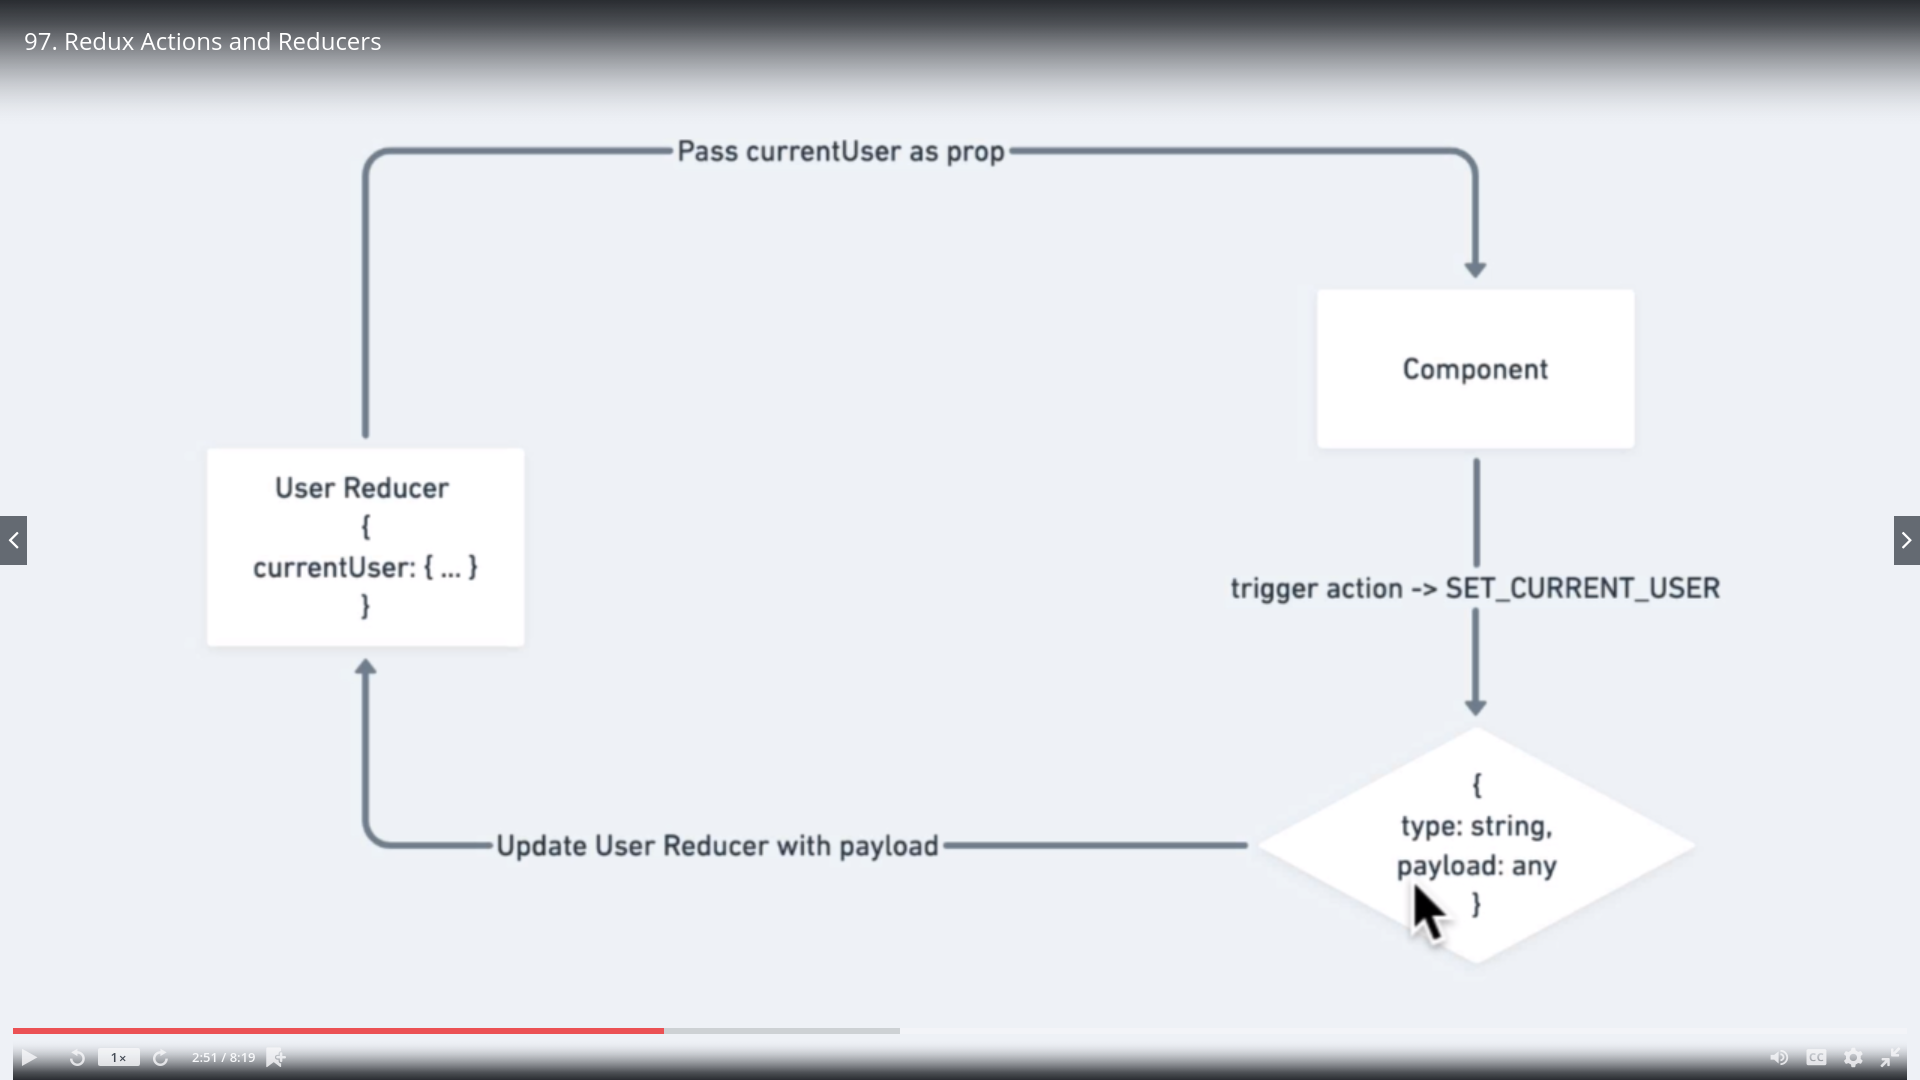 97. Redux Actions and Reducers
Pass currentUser as prop
Component
User Reducer
{
currentUser: { ... }
}
trigger action -> SET_CURRENT_USER
{
type: string,
payload: any
}
Update User Reducer with payload
1×
2:51 / 8:19
CC